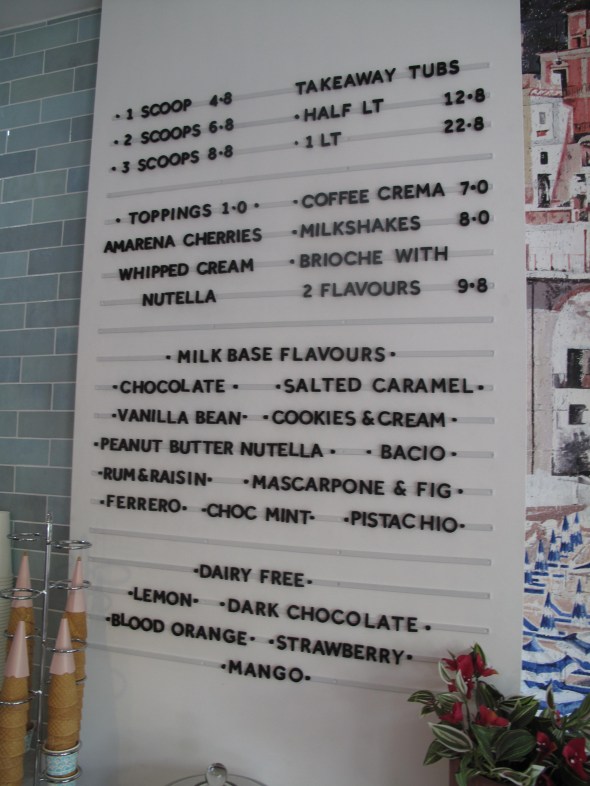 • 1 SCOOP 4•8
• 2 SCOOPS 6•8
• 3 SCOOPS 8•8
TAKEAWAY TUBS
• HALF LT 12•8
• 1 LT 22•8
• TOPPINGS 1•0 •
AMARENA CHERRIES
WHIPPED CREAM
NUTELLA
•COFFEE CREMA 7•0
•MILKSHAKES 8•0
•BRIOCHE WITH
2 FLAVOURS 9•8
•MILK BASE FLAVOURS•
•CHOCOLATE • •SALTED CARAMEL•
•VANILLA BEAN• •COOKIES & CREAM •
•PEANUT BUTTER NUTELLA • • BACIO •
•RUM & RAISIN• •MASCARPONE & FIG •
•FERRERO• •CHOC MINT• •PISTACHIO•
•DAIRY FREE•
•LEMON• •DARK CHOCOLATE •
•BLOOD ORANGE• •STRAWBERRY•
•MANGO•